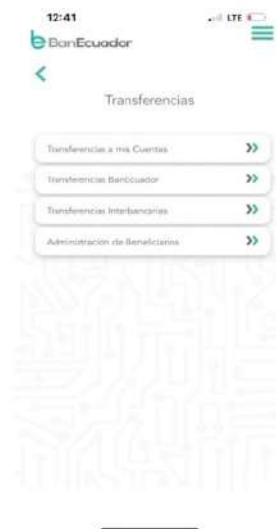 12:41
LTE
BanEcuador
Transferencias
Transferencias a mis Cuentas
Transferencias BanEcuador
Transferencias Interbancarias
Administración de Beneficiarios